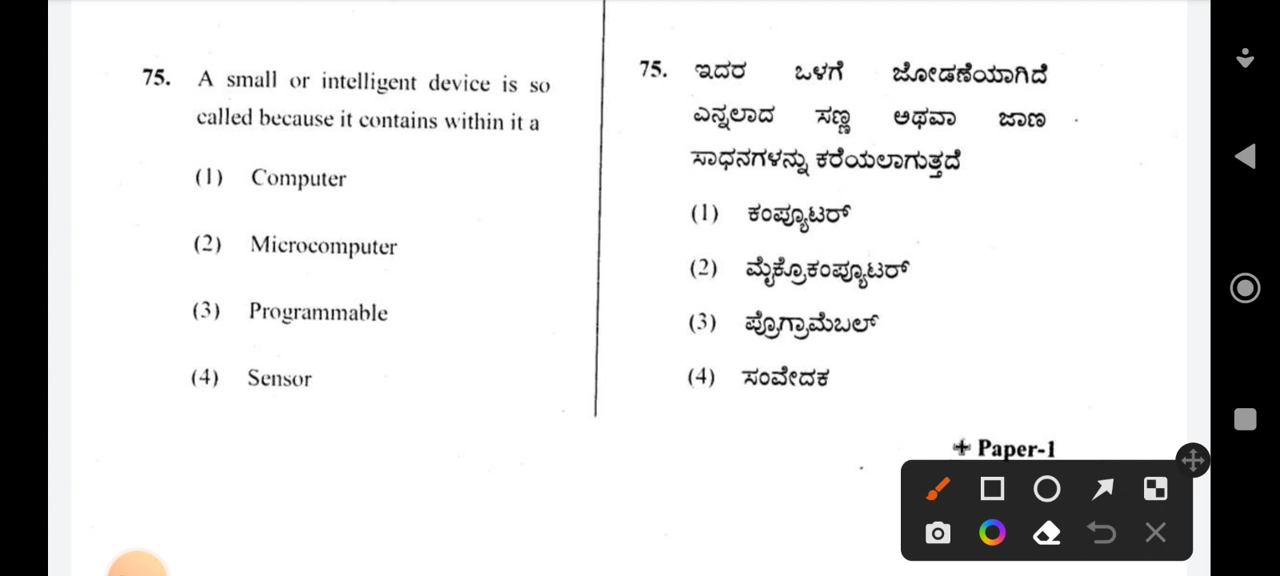 75. A small or intelligent device is so
called because it contains within it a
(1) Computer
(2) Microcomputer
(3) Programmable
(4) Sensor
75. ಇದರ ಒಳಗೆ ಜೋಡಣೆಯಾಗಿದೆ
ಎನ್ನಲಾದ ಸಣ್ಣ ಅಥವಾ ಜಾಣ
ಸಾಧನಗಳನ್ನು ಕರೆಯಲಾಗುತ್ತದೆ
(1) ಕಂಪ್ಯೂಟರ್
(2) ಮೈಕ್ರೊಕಂಪ್ಯೂಟರ್
(3) ಪ್ರೊಗ್ರಾಮೆಬಲ್
(4) ಸಂವೇದಕ
Paper-1